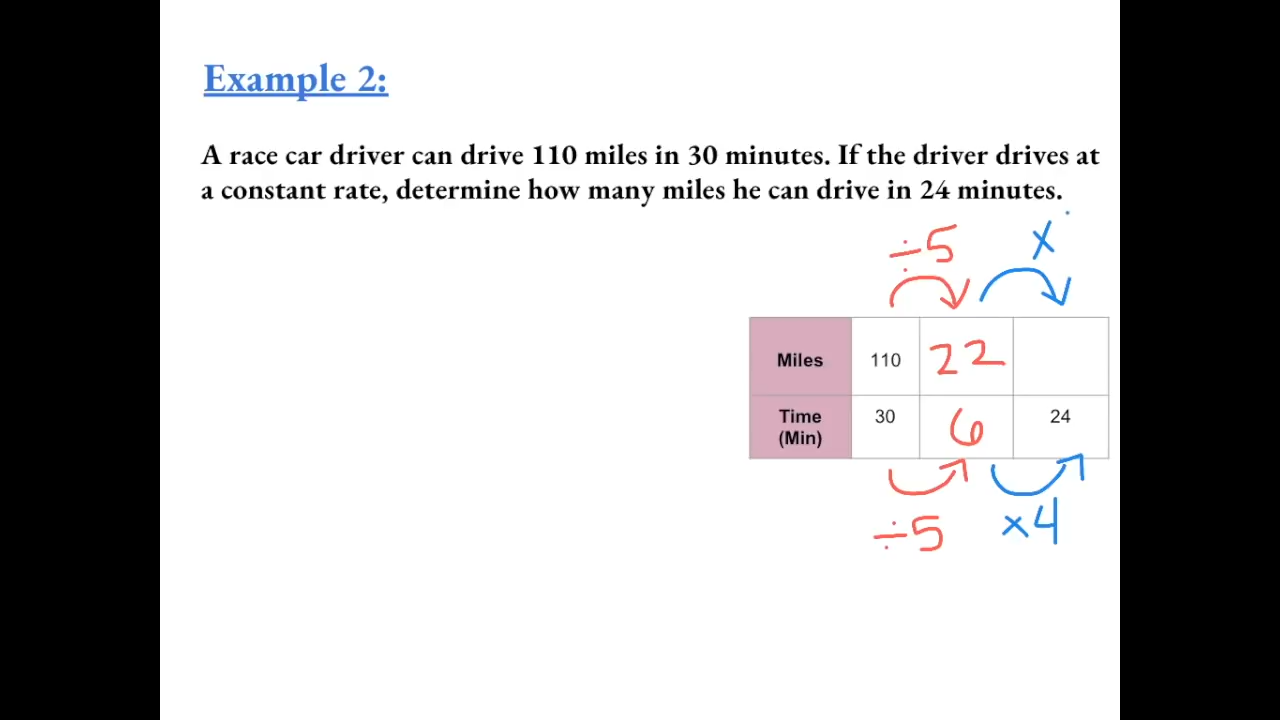 Example 2:
A race car driver can drive 110 miles in 30 minutes. If the driver drives at
a constant rate, determine how many miles he can drive in 24 minutes.
÷5 x
Miles 110 22
Time (Min) 30 6 24
÷5 x4